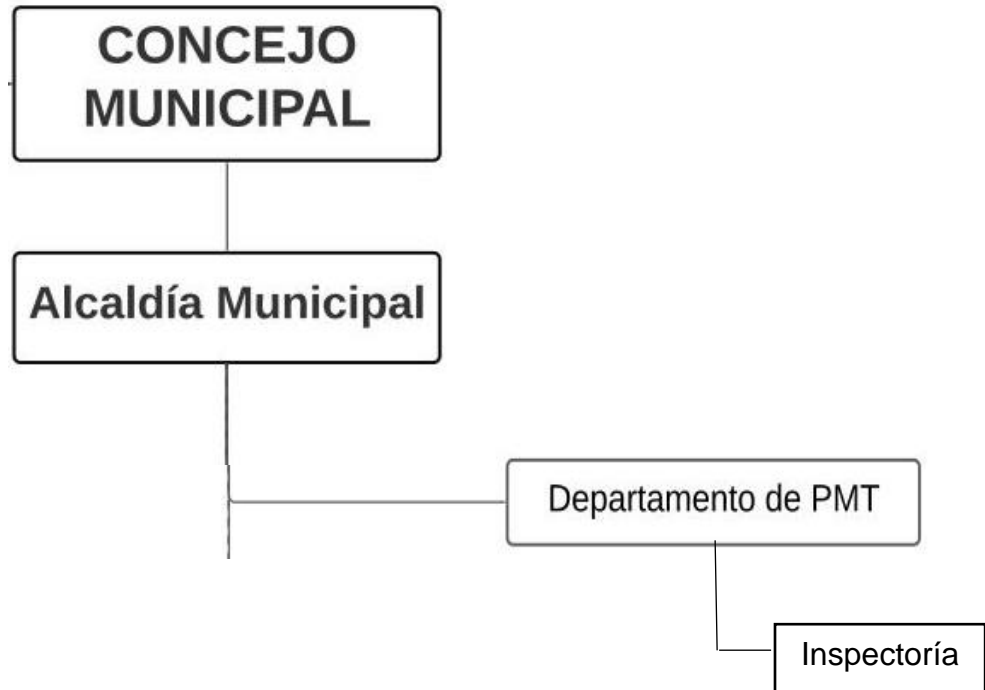 CONCEJO
MUNICIPAL
Alcaldía Municipal
Departamento de PMT
Inspectoría